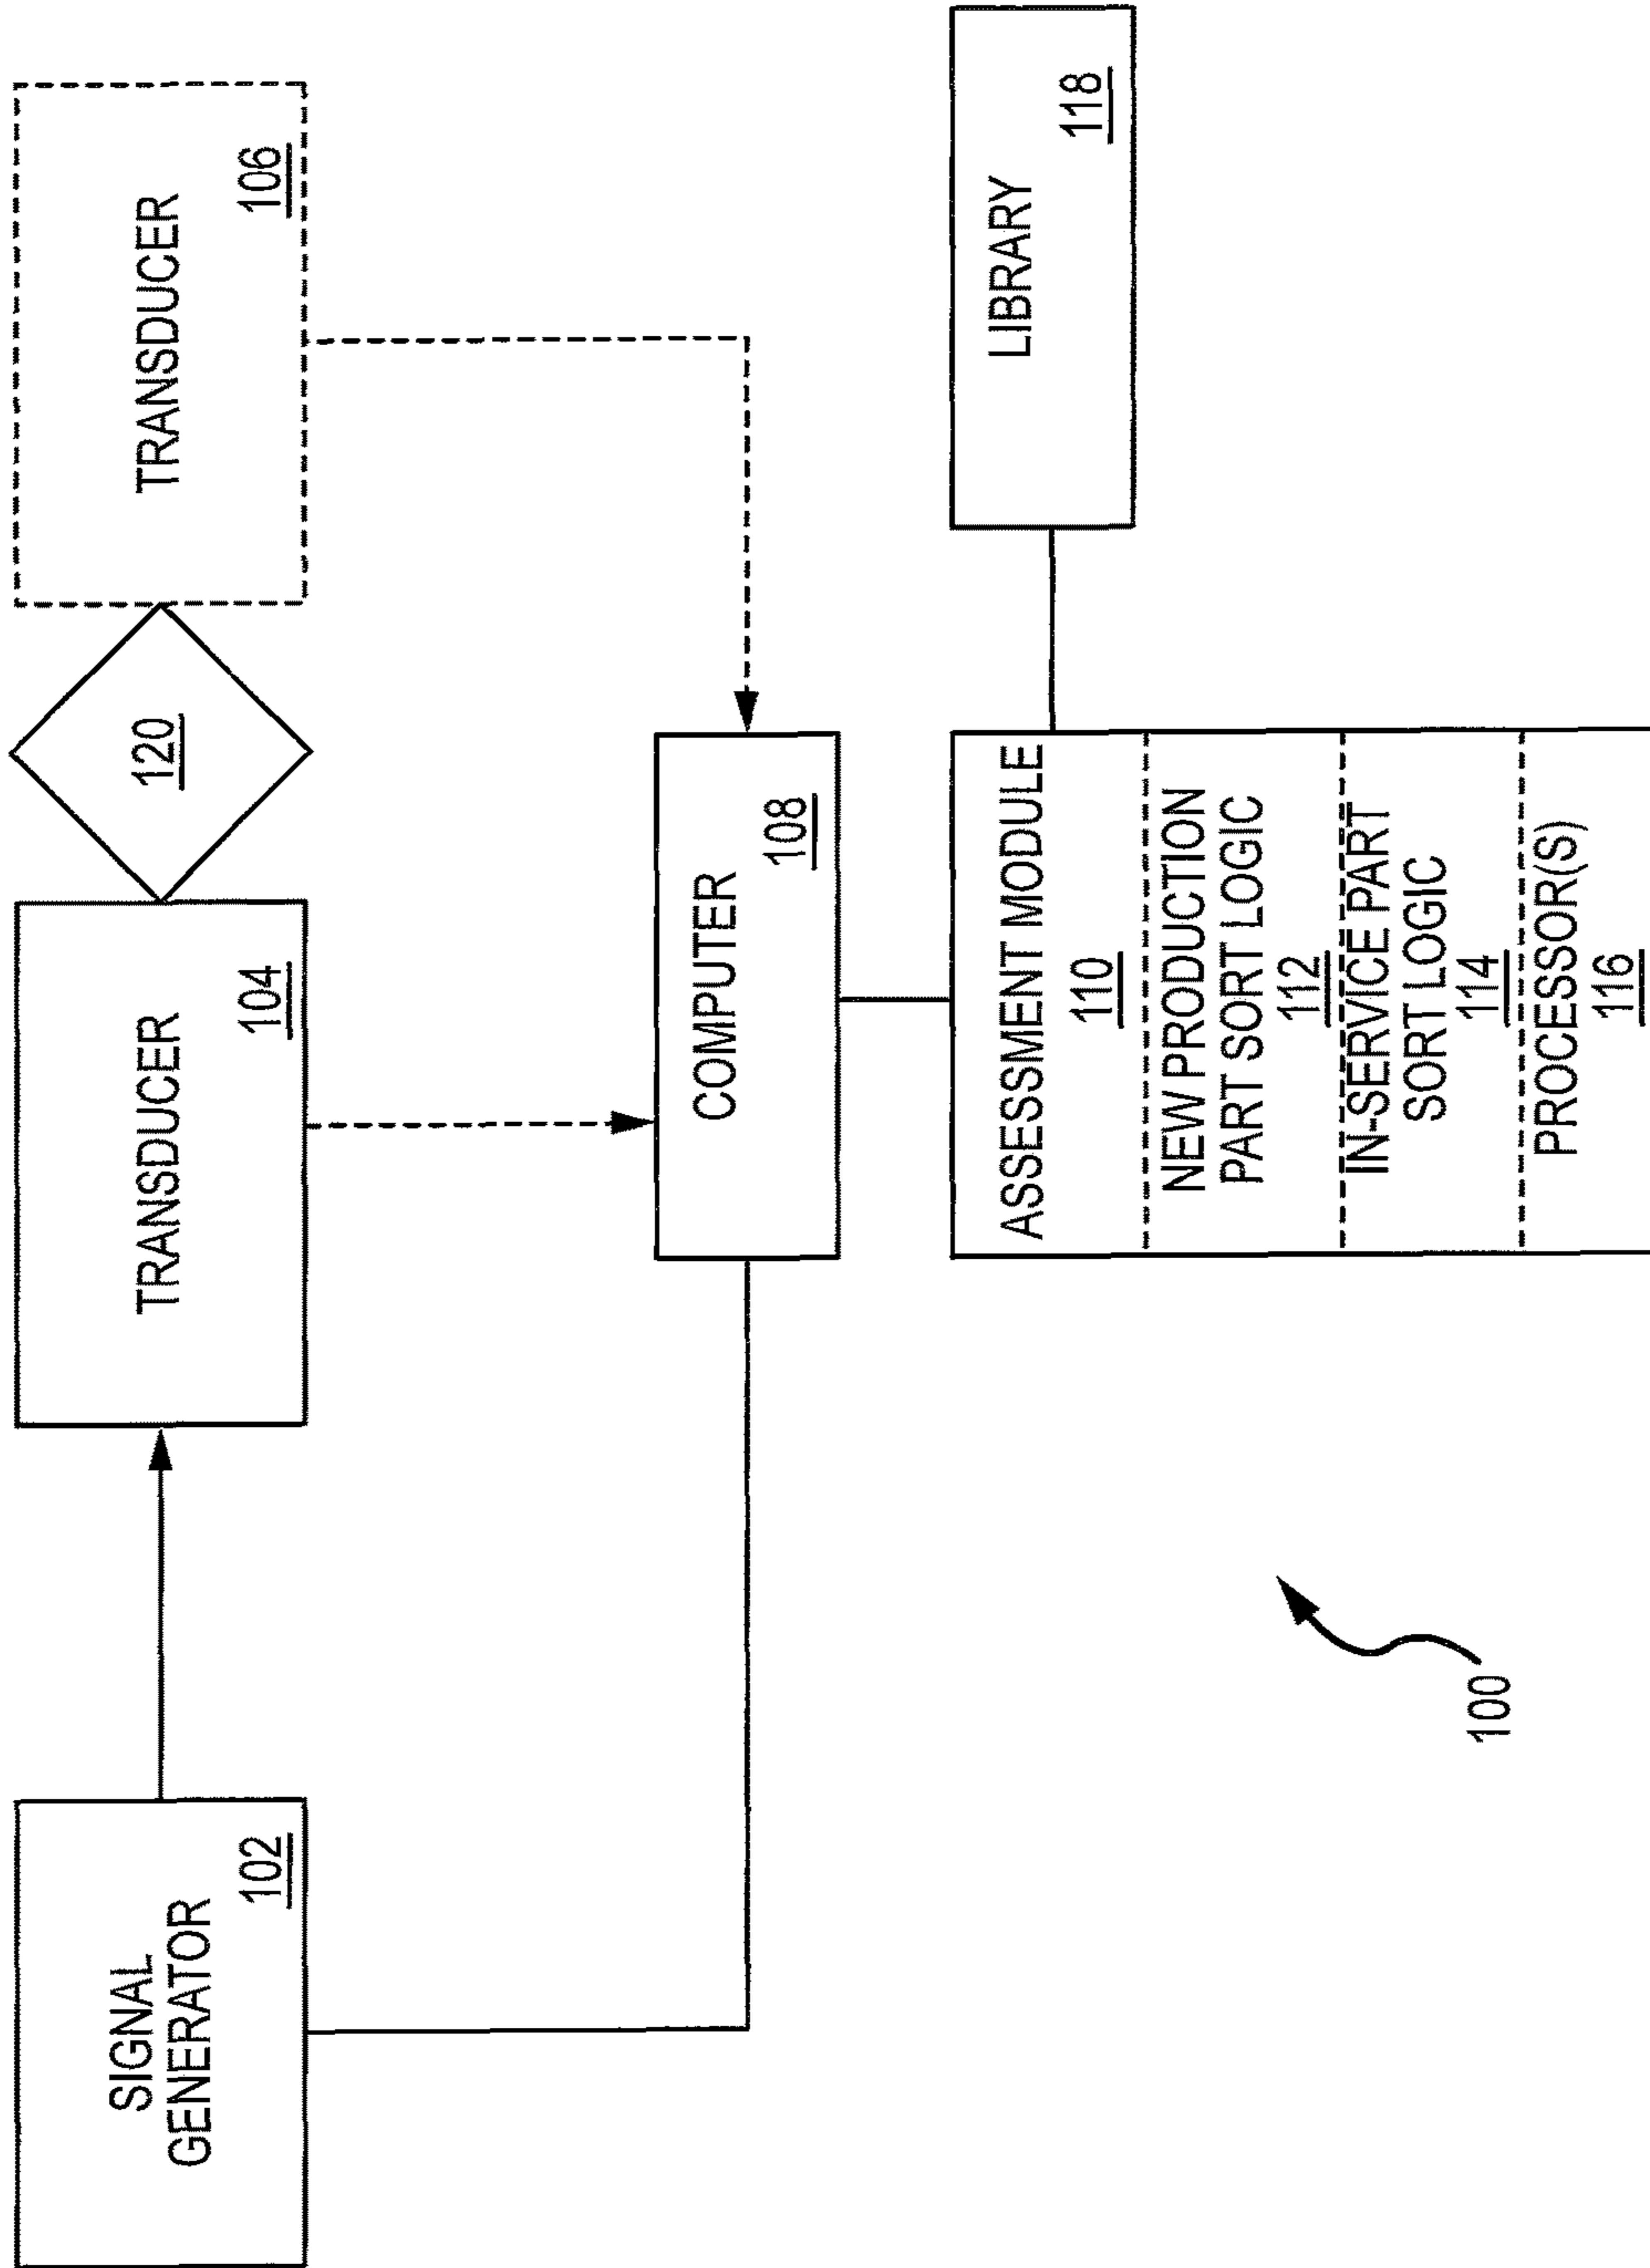 SIGNAL
GENERATOR
102
TRANSDUCER
104
120
TRANSDUCER
106
COMPUTER
108
ASSESSMENT MODULE
110
NEW PRODUCTION
PART SORT LOGIC
112
IN-SERVICE PART
SORT LOGIC
114
PROCESSOR(S)
116
LIBRARY
118
100